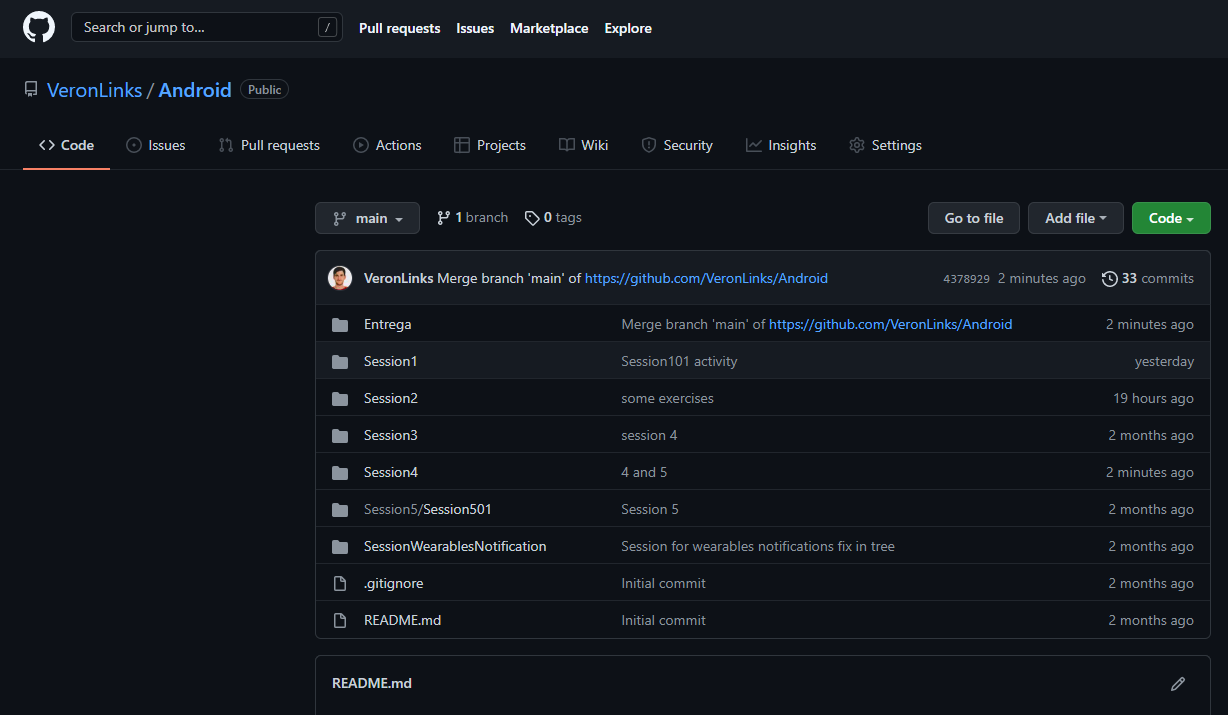 Search or jump to... / Pull requests Issues Marketplace Explore
VeronLinks / Android Public
Code Issues Pull requests Actions Projects Wiki Security Insights Settings
main 1 branch 0 tags Go to file Add file Code
VeronLinks Merge branch 'main' of https://github.com/VeronLinks/Android 4378929 2 minutes ago 33 commits
Entrega Merge branch 'main' of https://github.com/VeronLinks/Android 2 minutes ago
Session1 Session101 activity yesterday
Session2 some exercises 19 hours ago
Session3 session 4 2 months ago
Session4 4 and 5 2 minutes ago
Session5/Session501 Session 5 2 months ago
SessionWearablesNotification Session for wearables notifications fix in tree 2 months ago
.gitignore Initial commit 2 months ago
README.md Initial commit 2 months ago
README.md